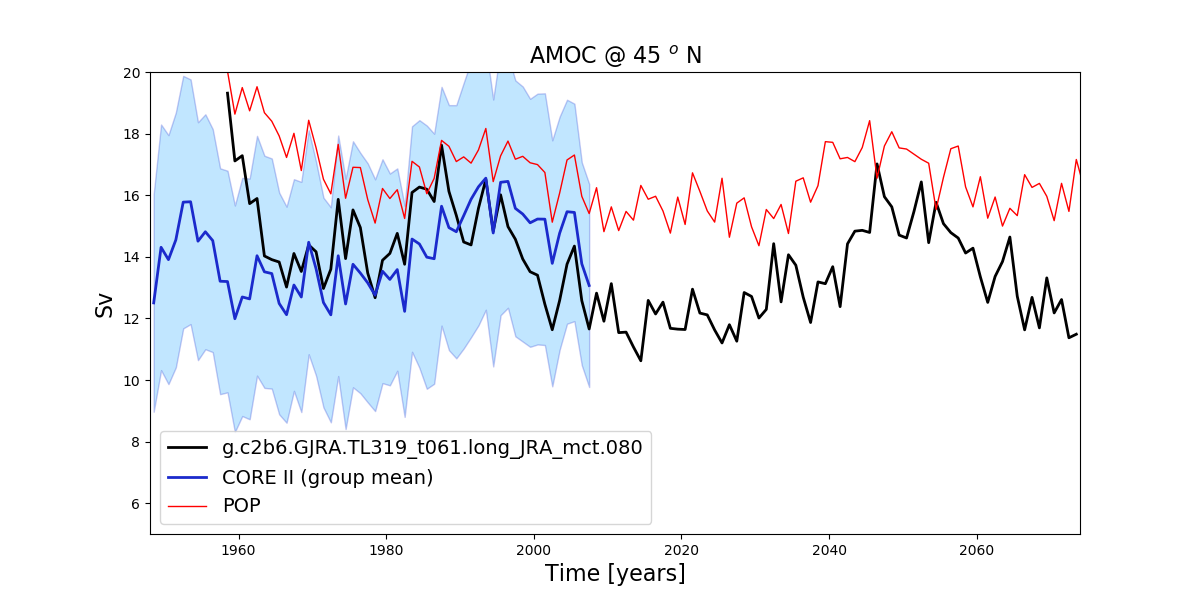 AMOC @ 45 ° N
Sv
20
18
16
14
12
10
8
6
g.c2b6.GJRA.TL319_t061.long_JRA_mct.080
CORE II (group mean)
POP
1960 1980 2000 2020 2040 2060
Time [years]